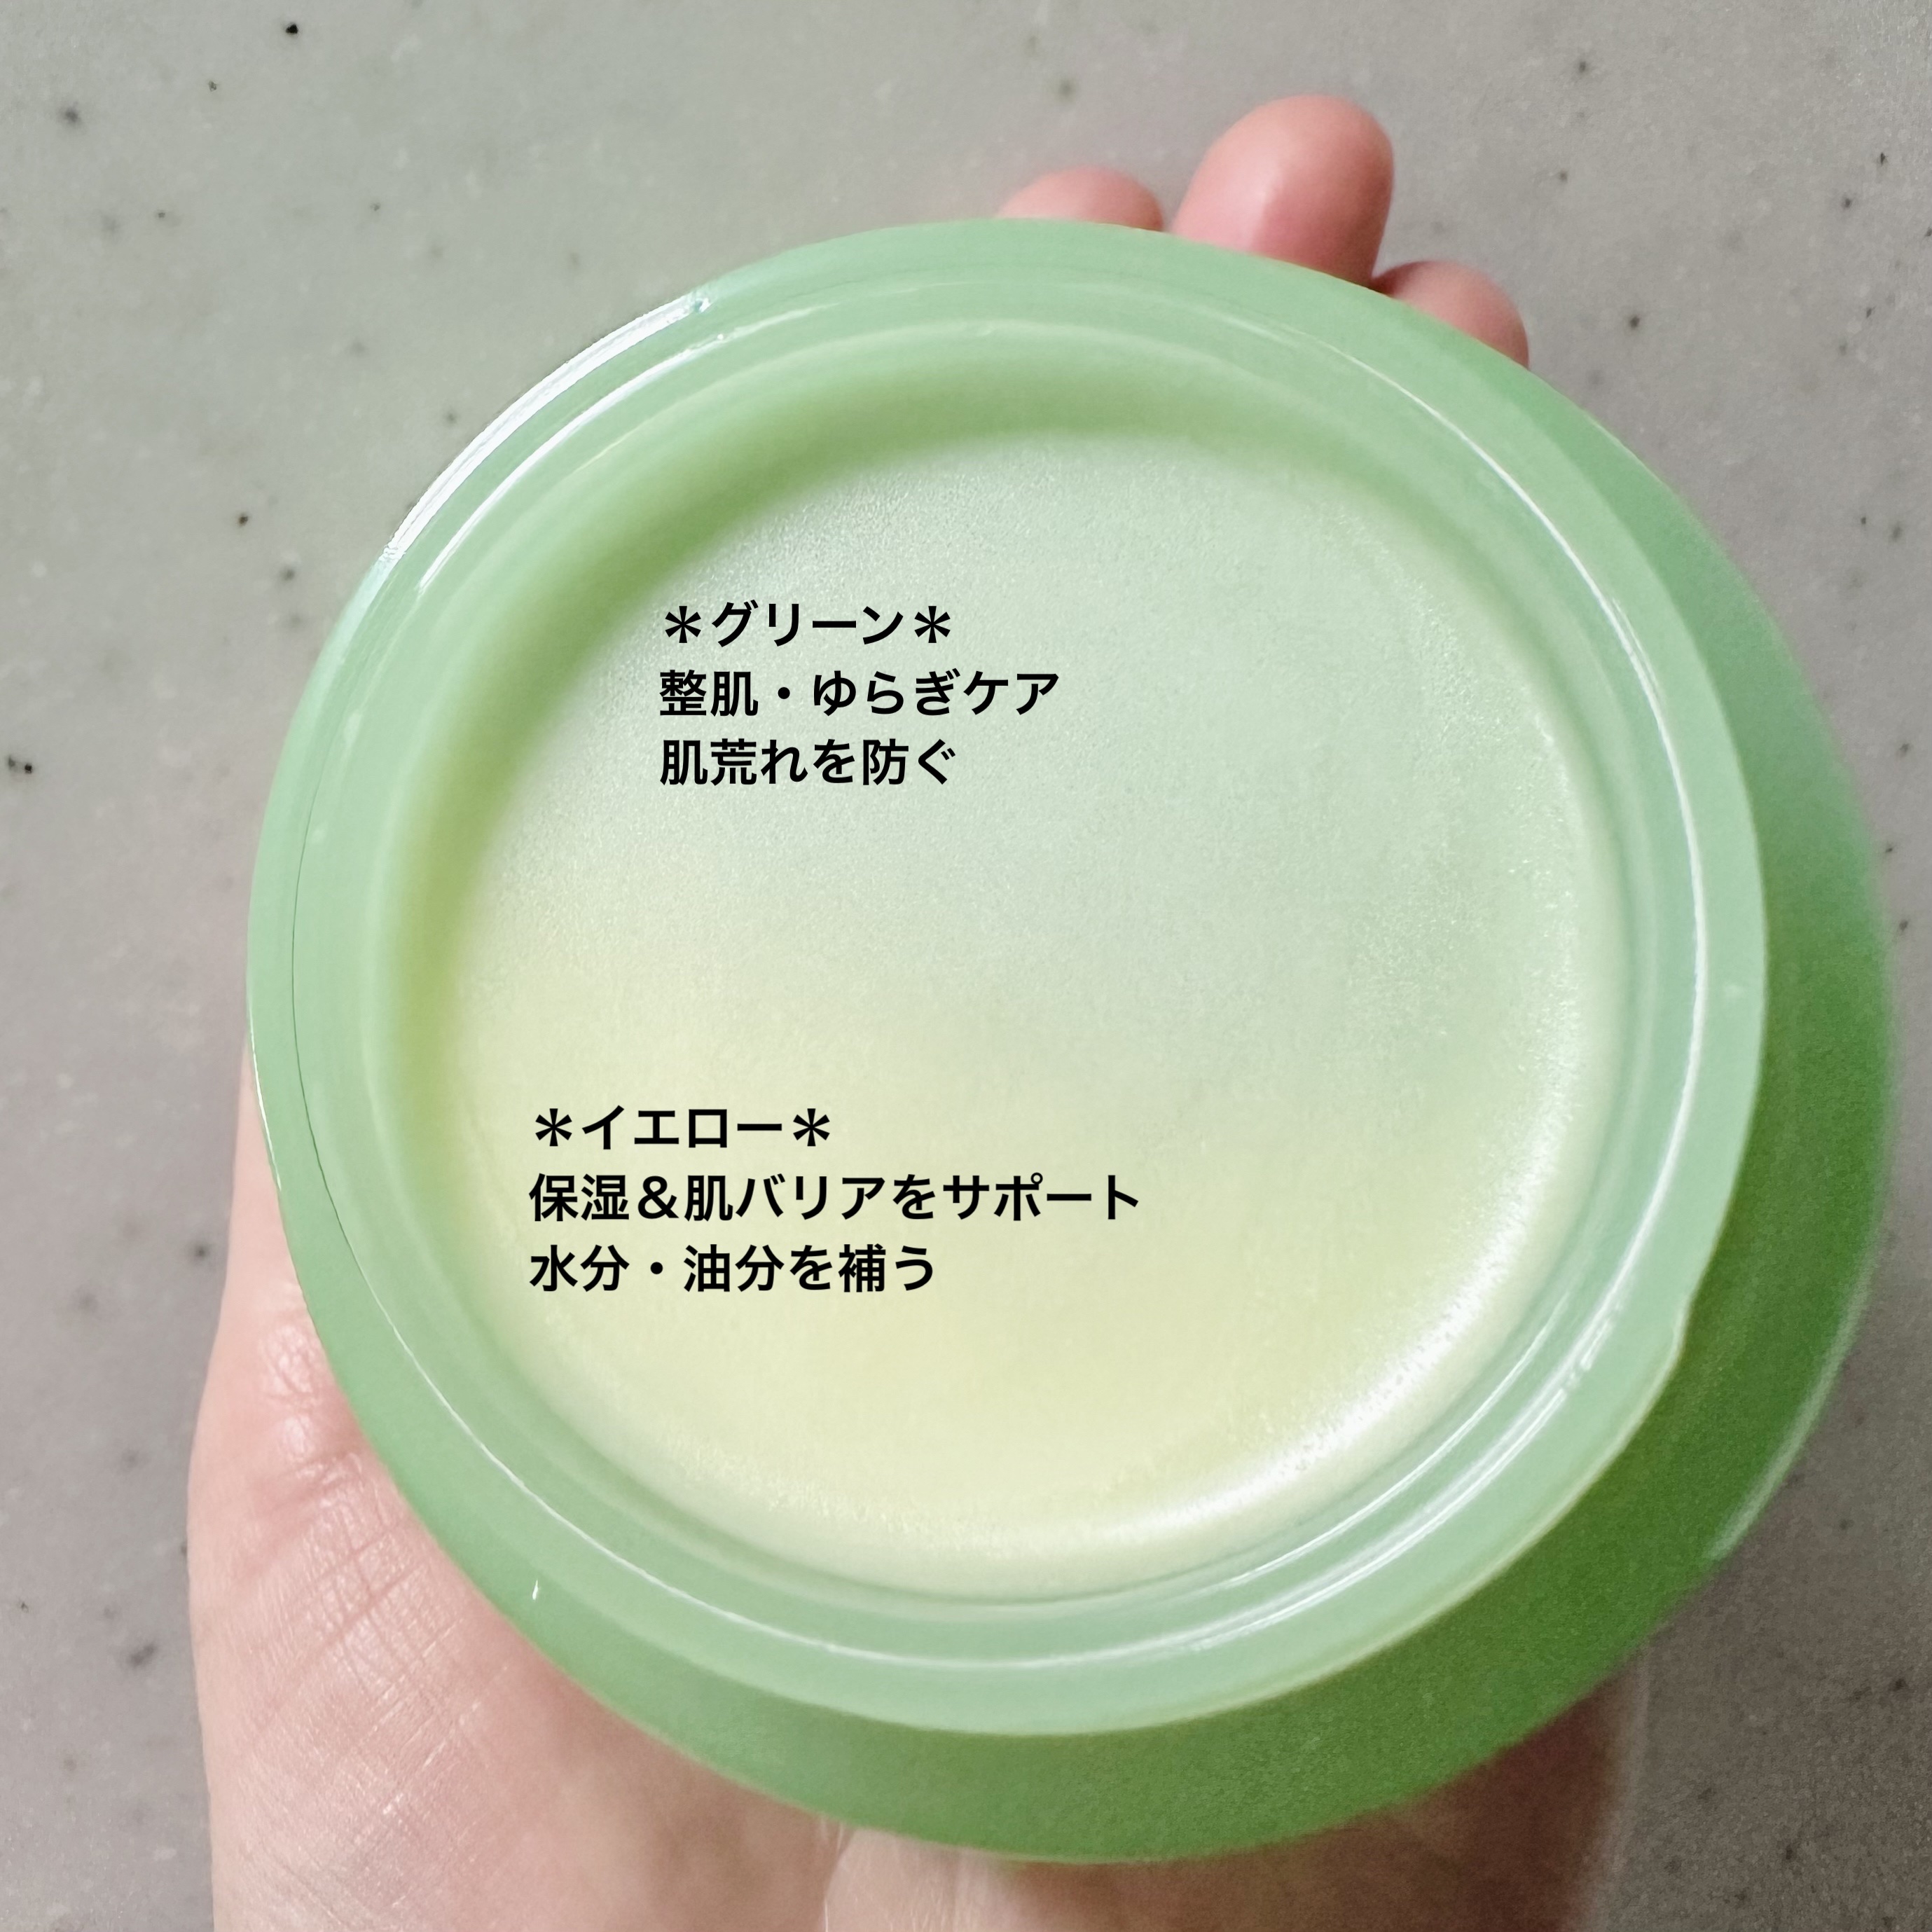 ＊グリーン＊
整肌・ゆらぎケア
肌荒れを防ぐ
＊イエロー＊
保湿＆肌バリアをサポート
水分・油分を補う